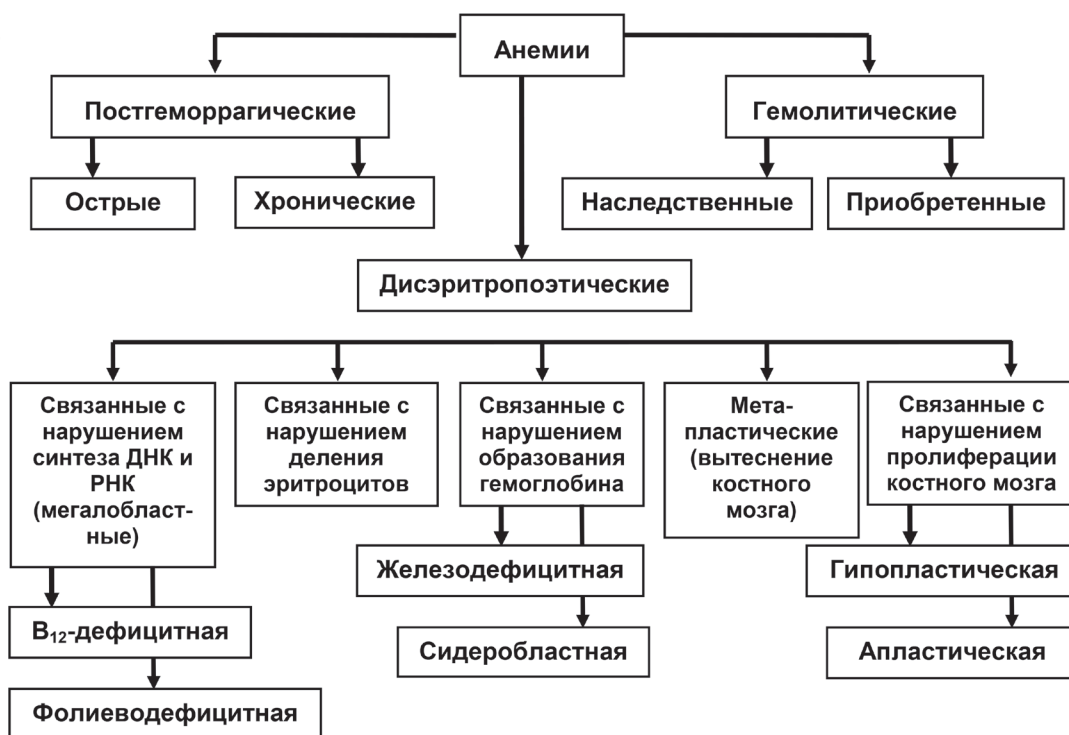 Анемии
Постгеморрагические
Гемолитические
Острые
Хронические
Наследственные
Приобретенные
Дисэритропоэтические
Связанные с
нарушением
синтеза ДНК и
РНК
(мегалобласт-
ные)
Связанные с
нарушением
деления
эритроцитов
Связанные с
нарушением
образования
гемоглобина
Мета-
пластические
(вытеснение
костного
мозга)
Связанные с
нарушением
пролиферации
костного мозга
Железодефицитная
Гипопластическая
В₁₂-дефицитная
Сидеробластная
Апластическая
Фолиеводефицитная